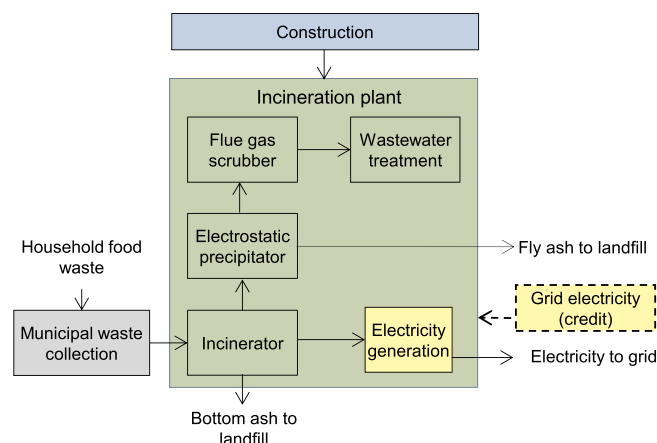 Construction
Incineration plant
Flue gas
scrubber
Wastewater
treatment
Electrostatic
precipitator
Fly ash to landfill
Household food
waste
Grid electricity
(credit)
Municipal waste
collection
Incinerator
Electricity
generation
Electricity to grid
Bottom ash to
landfill